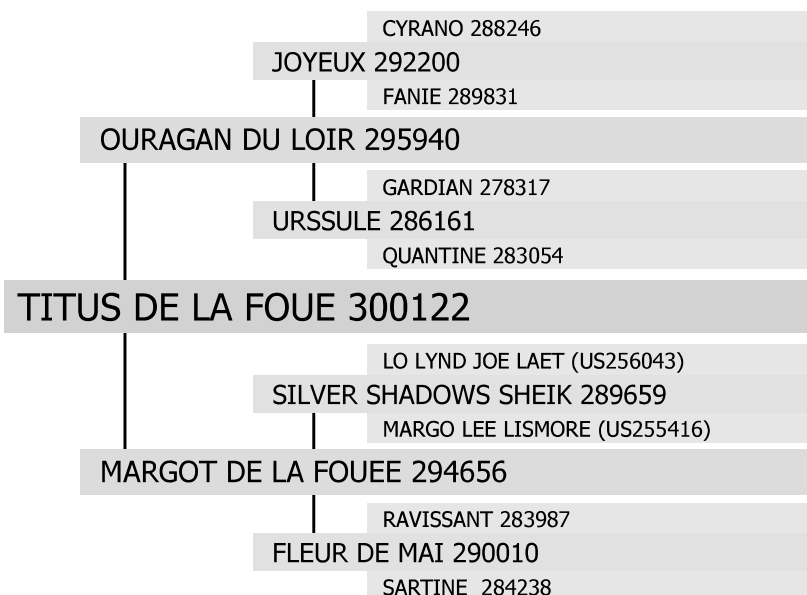 CYRANO 288246
JOYEUX 292200
FANIE 289831
OURAGAN DU LOIR 295940
GARDIAN 278317
URSSULE 286161
QUANTINE 283054
TITUS DE LA FOUE 300122
LO LYND JOE LAET (US256043)
SILVER SHADOWS SHEIK 289659
MARGO LEE LISMORE (US255416)
MARGOT DE LA FOUEE 294656
RAVISSANT 283987
FLEUR DE MAI 290010
SARTINE 284238